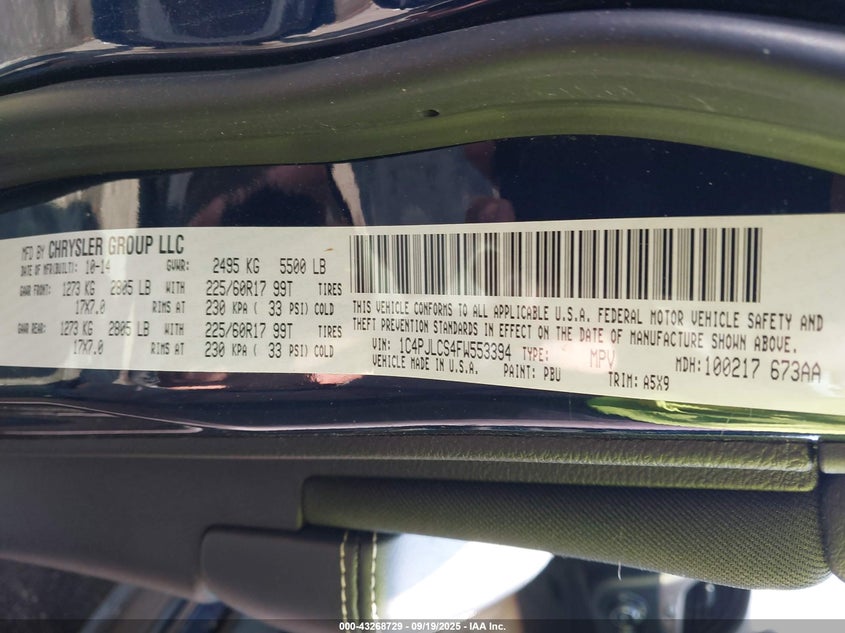 MFD BY CHRYSLER GROUP LLC
DATE OF MFR(BUILT): 10-14 GVWR: 2495 KG 5500 LB
GAWR FRONT: 1273 KG 2805 LB WITH 225/60R17 99T TIRES
17X7.0 RIMS AT 230 KPA ( 33 PSI) COLD
GAWR REAR: 1273 KG 2805 LB WITH 225/60R17 99T TIRES
17X7.0 RIMS AT 230 KPA ( 33 PSI) COLD
THIS VEHICLE CONFORMS TO ALL APPLICABLE U.S.A. FEDERAL MOTOR VEHICLE SAFETY AND
THEFT PREVENTION STANDARDS IN EFFECT ON THE DATE OF MANUFACTURE SHOWN ABOVE.
VIN: 1C4PJLCS4FW553394 TYPE: MPV MDH:100217 673AA
VEHICLE MADE IN U.S.A. PAINT: PBU TRIM: A5X9
000-43268729 - 09/19/2025 - IAA Inc.